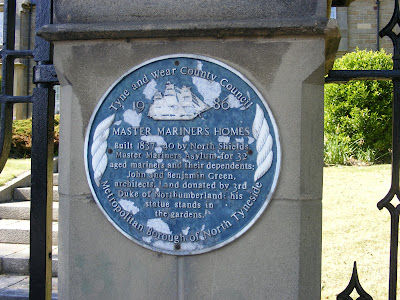 Tyne and Wear County Council
19 86
MASTER MARINERS HOMES
Built 1837-40 by North Shields
Master Mariners Asylum for 32
aged mariners and their dependents:
John and Benjamin Green,
architects, land donated by 3rd
Duke of Northumberland: his
statue stands in
the gardens.
Metropolitan Borough of North Tyneside